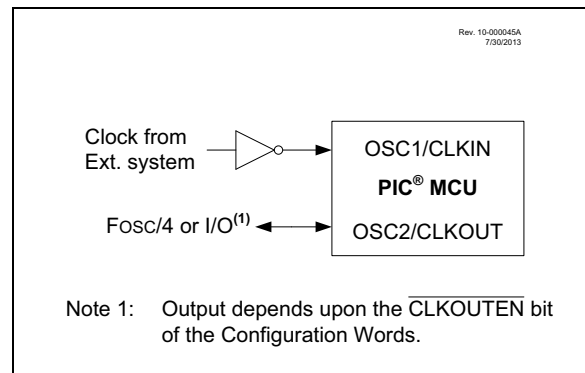 Rev. 10-000045A
7/30/2013
Clock from
Ext. system
OSC1/CLKIN
PIC® MCU
FOSC/4 or I/O(1)
OSC2/CLKOUT
Note 1: Output depends upon the CLKOUTEN bit
of the Configuration Words.